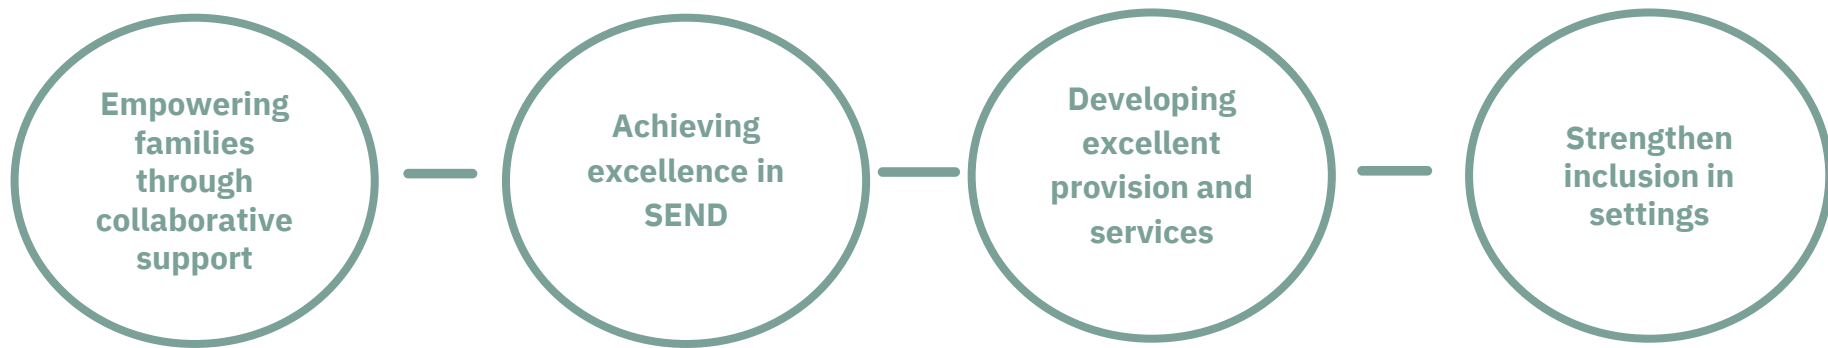 Empowering
families
through
collaborative
support
Achieving
excellence in
SEND
Developing
excellent
provision and
services
Strengthen
inclusion in
settings